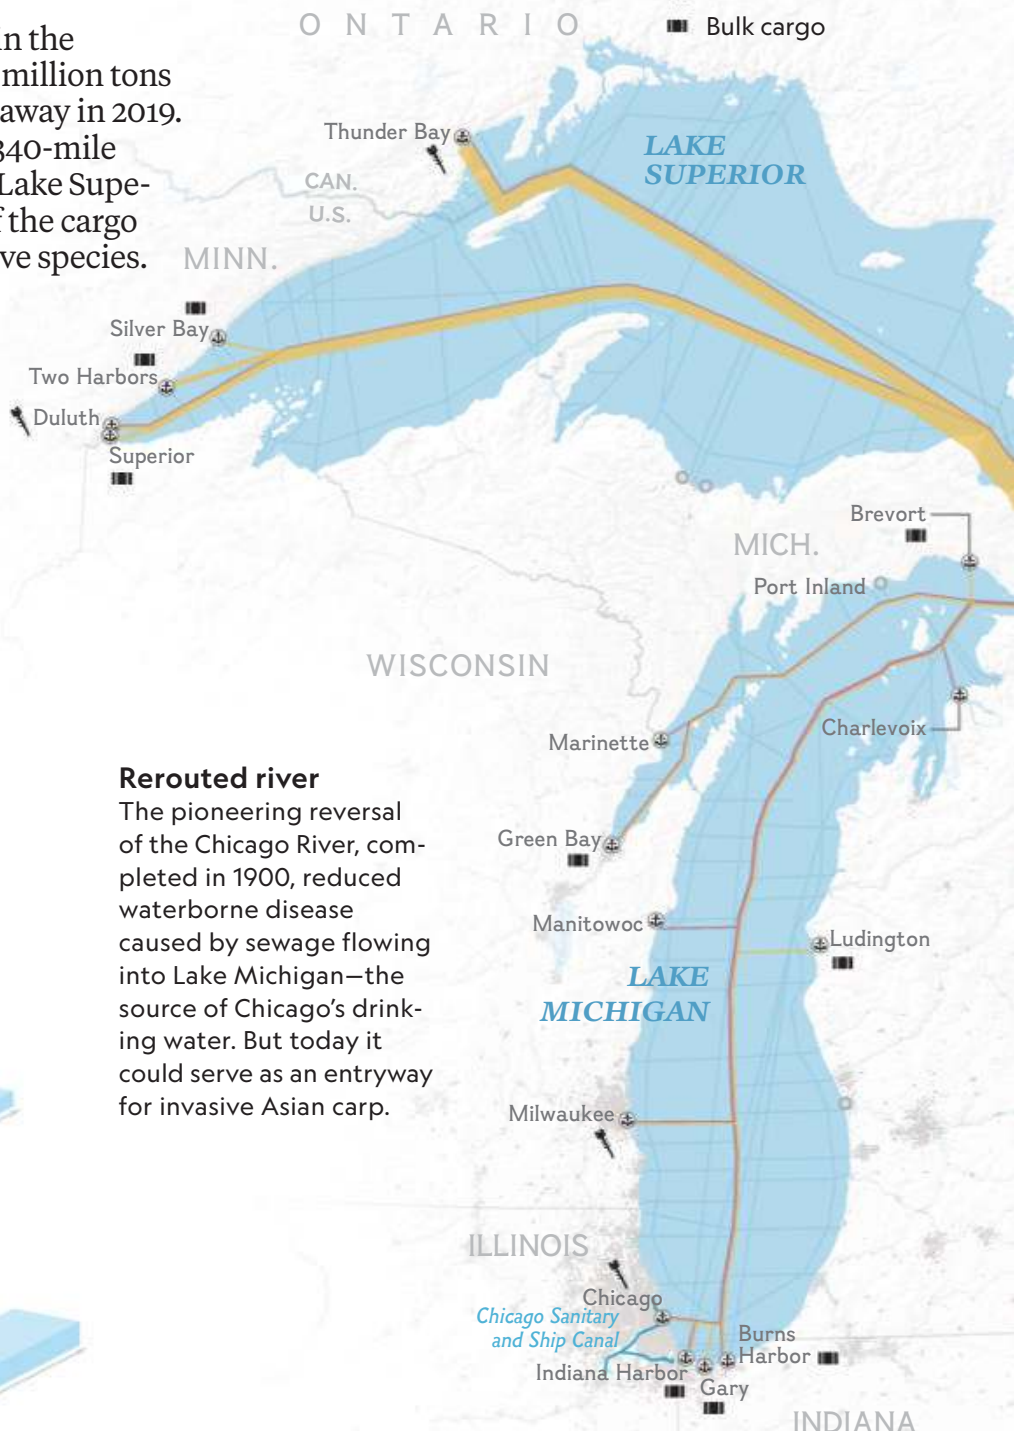 in the
million tons
away in 2019.
340-mile
Lake Supe-
f the cargo
ve species.
ONTARIO
Bulk cargo
Thunder Bay
LAKE
SUPERIOR
CAN.
U.S.
MINN.
Silver Bay
Two Harbors
Duluth
Superior
Brevort
MICH.
Port Inland
WISCONSIN
Marinette
Charlevoix
Rerouted river
The pioneering reversal
of the Chicago River, com-
pleted in 1900, reduced
waterborne disease
caused by sewage flowing
into Lake Michigan—the
source of Chicago's drink-
ing water. But today it
could serve as an entryway
for invasive Asian carp.
Green Bay
Manitowoc
Ludington
LAKE
MICHIGAN
Milwaukee
ILLINOIS
Chicago
Chicago Sanitary
and Ship Canal
Burns
Harbor
Indiana Harbor
Gary
INDIANA